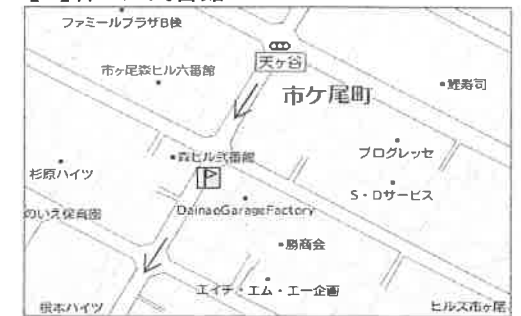 ファミールプラザB棟
天ヶ谷
市ヶ尾森ビル六番館
市ケ尾町
鯉寿司
森ビル弐番館
プログレッセ
杉原ハイツ
S・Dサービス
のいえ保育園
DainaoGarageFactory
勝商会
エイチ・エム・エー企画
根本ハイツ
ヒルズ市ヶ尾